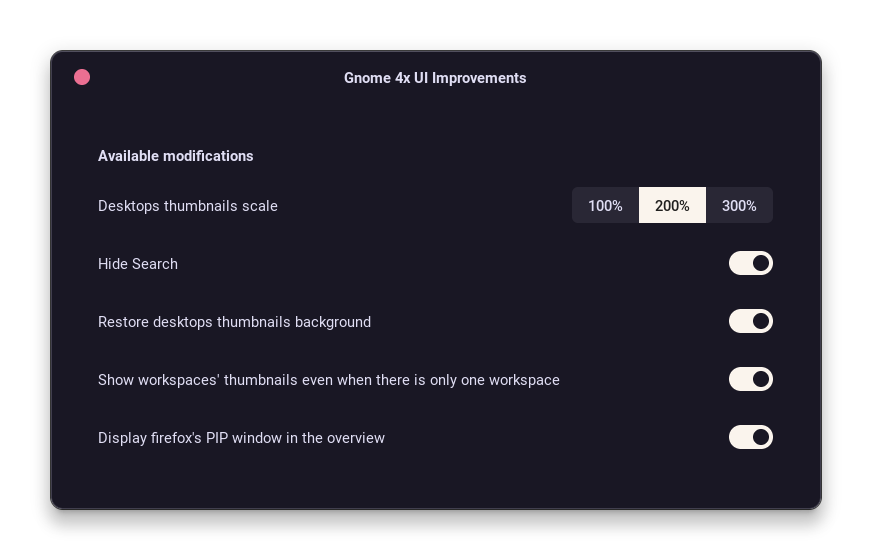 Gnome 4x UI Improvements
Available modifications
Desktops thumbnails scale 100% 200% 300%
Hide Search
Restore desktops thumbnails background
Show workspaces' thumbnails even when there is only one workspace
Display firefox's PIP window in the overview